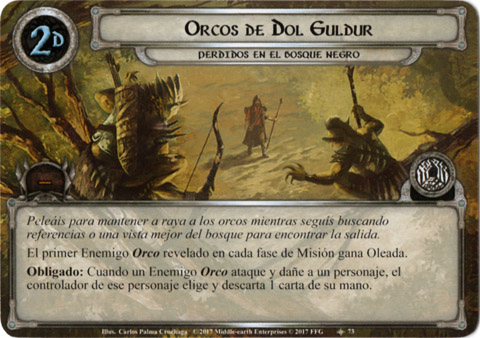 ORCOS DE DOL GULDUR
2D
PERDIDOS EN EL BOSQUE NEGRO
–
Peleáis para mantener a raya a los orcos mientras seguís buscando
referencias o una vista mejor del bosque para encontrar la salida.
El primer Enemigo Orco revelado en cada fase de Misión gana Oleada.
Obligado: Cuando un Enemigo Orco ataque y dañe a un personaje, el
controlador de ese personaje elige y descarta 1 carta de su mano.
Illus. Carlos Palma Cruchaga © 2017 Middle-earth Enterprises © 2017 FFG 73